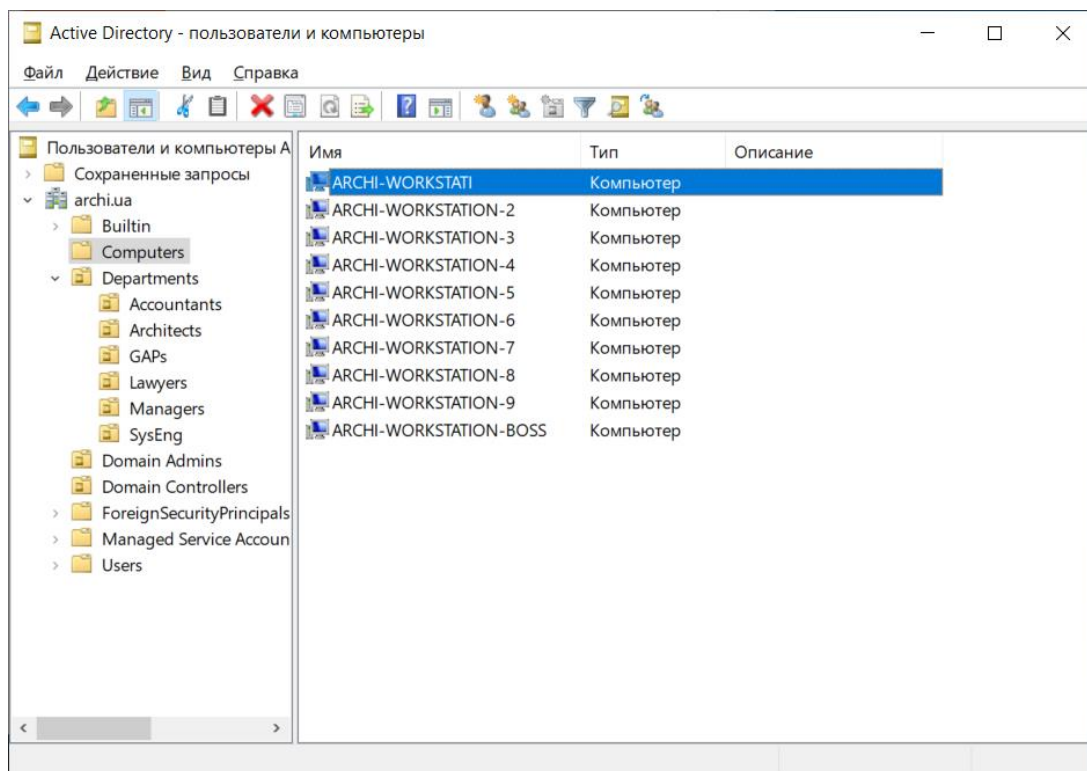 Active Directory - пользователи и компьютеры
Файл Действие Вид Справка
Пользователи и компьютеры A
Сохраненные запросы
archi.ua
Builtin
Computers
Departments
Accountants
Architects
GAPs
Lawyers
Managers
SysEng
Domain Admins
Domain Controllers
ForeignSecurityPrincipals
Managed Service Accoun
Users
Имя Тип Описание
ARCHI-WORKSTATI Компьютер
ARCHI-WORKSTATION-2 Компьютер
ARCHI-WORKSTATION-3 Компьютер
ARCHI-WORKSTATION-4 Компьютер
ARCHI-WORKSTATION-5 Компьютер
ARCHI-WORKSTATION-6 Компьютер
ARCHI-WORKSTATION-7 Компьютер
ARCHI-WORKSTATION-8 Компьютер
ARCHI-WORKSTATION-9 Компьютер
ARCHI-WORKSTATION-BOSS Компьютер